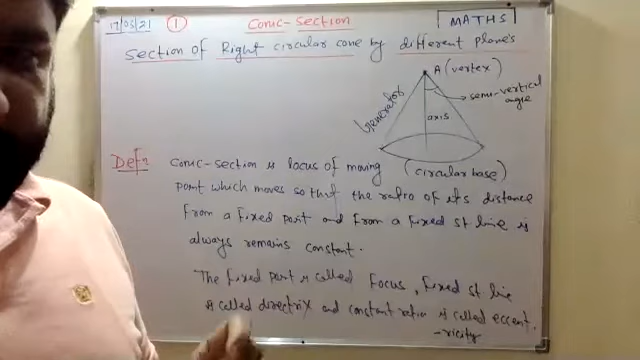 17/05/21 1 Conic-Section MATHS
Section of Right circular cone by different plane's
A (vertex)
semi-vertical
angle
Generator
axis
(circular base)
Defn Conic-section is locus of moving
point which moves so that the ratio of its distance
from a fixed point and from a fixed st line is
always remains constant.
The fixed point is called Focus, fixed st line
is called directrix and constant ratio is called eccent
-ricity